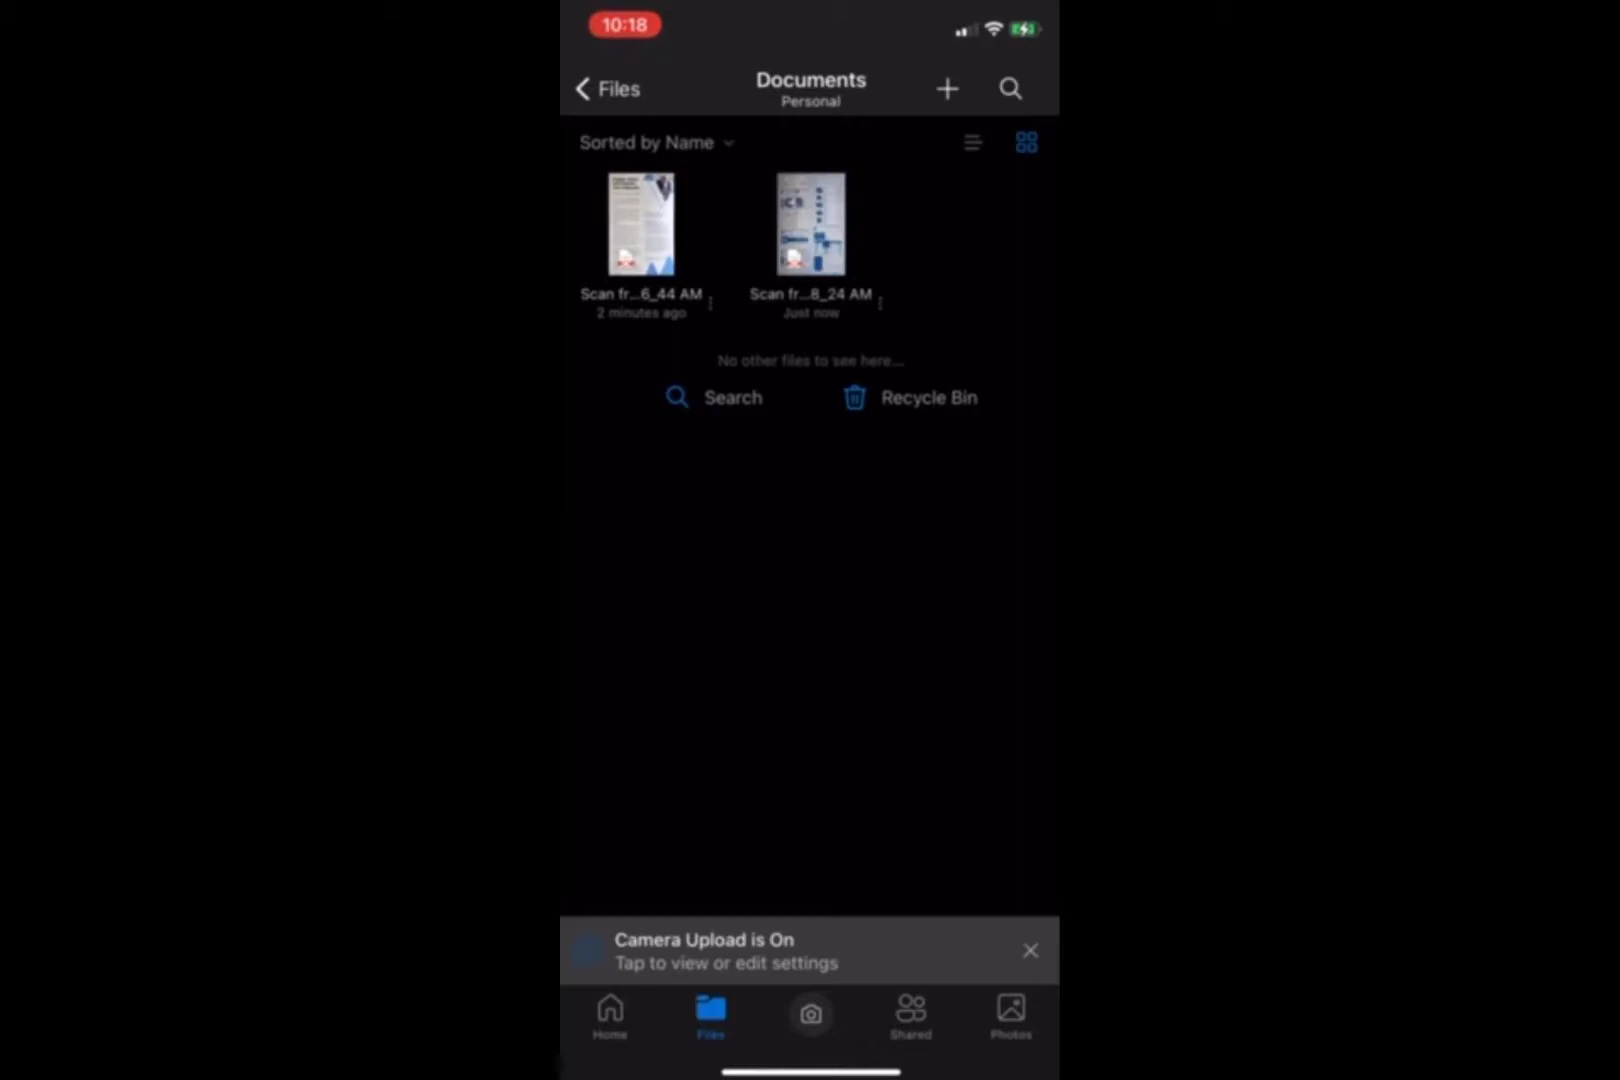 10:18
Files
Documents
Personal
Sorted by Name
Scan fr...6_44 AM
2 minutes ago
Scan fr...8_24 AM
Just now
No other files to see here...
Search
Recycle Bin
Camera Upload is On
Tap to view or edit settings
Home
Files
Shared
Photos